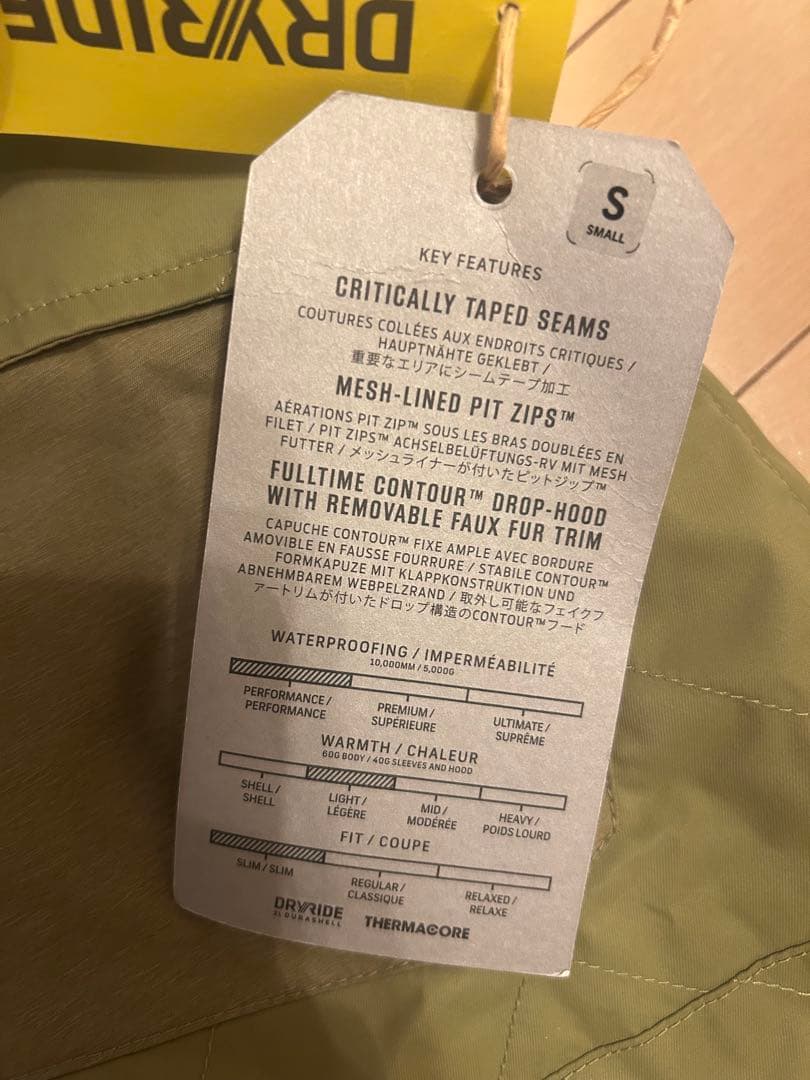 DRYRIDE
S
SMALL
KEY FEATURES
CRITICALLY TAPED SEAMS
COUTURES COLLÉES AUX ENDROITS CRITIQUES /
HAUPTNÄHTE GEKLEBT /
重要なエリアにシームテープ加工
MESH-LINED PIT ZIPS™
AÉRATIONS PIT ZIP™ SOUS LES BRAS DOUBLÉES EN
FILET / PIT ZIPS™ ACHSELBELÜFTUNGS-RV MIT MESH
FUTTER / メッシュライナーが付いたピットジップ™
FULLTIME CONTOUR™ DROP-HOOD
WITH REMOVABLE FAUX FUR TRIM
CAPUCHE CONTOUR™ FIXE AMPLE AVEC BORDURE
AMOVIBLE EN FAUSSE FOURRURE / STABILE CONTOUR™
FORMKAPUZE MIT KLAPPKONSTRUKTION UND
ABNEHMBAREM WEBPELZRAND / 取外し可能なフェイクフ
アートリムが付いたドロップ構造のCONTOUR™フード
WATERPROOFING / IMPERMÉABILITÉ
10,000MM / 5,000G
PERFORMANCE / PERFORMANCE
PREMIUM / SUPÉRIEURE
ULTIMATE / SUPRÊME
WARMTH / CHALEUR
60G BODY / 40G SLEEVES AND HOOD
SHELL / SHELL
LIGHT / LÉGÈRE
MID / MODÉRÉE
HEAVY / POIDS LOURD
FIT / COUPE
SLIM / SLIM
REGULAR / CLASSIQUE
RELAXED / RELAXE
DRYRIDE
2L DURASHELL
THERMACORE